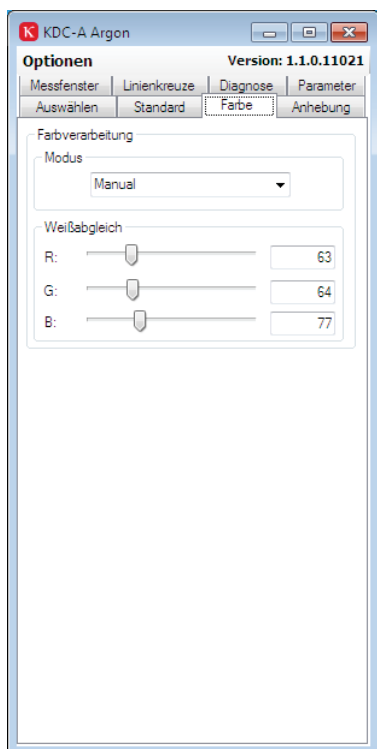 K KDC-A Argon
Optionen Version: 1.1.0.11021
Messfenster Linienkreuze Diagnose Parameter
Auswählen Standard Farbe Anhebung
Farbverarbeitung
Modus
Manual
Weißabgleich
R: 63
G: 64
B: 77